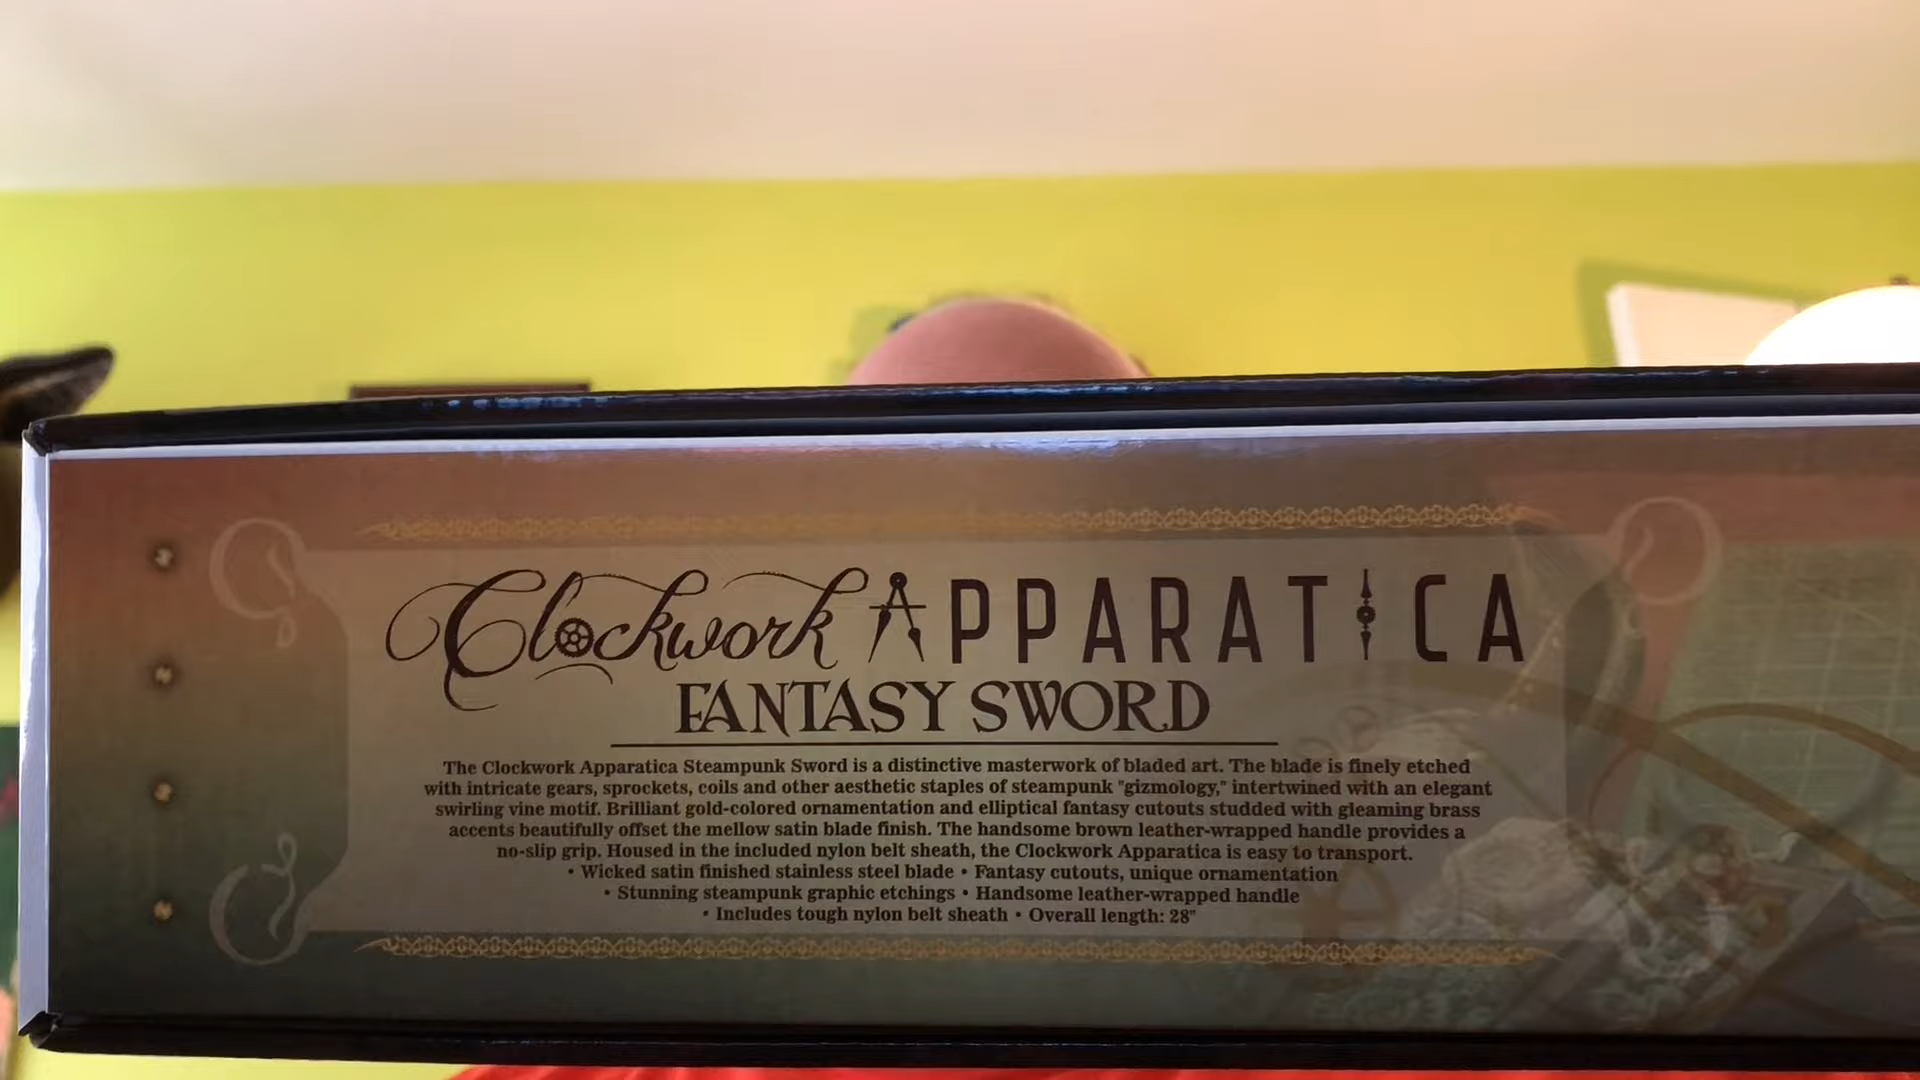 Clockwork APPARATICA
FANTASY SWORD
The Clockwork Apparatica Steampunk Sword is a distinctive masterwork of bladed art. The blade is finely etched
with intricate gears, sprockets, coils and other aesthetic staples of steampunk "gizmology," intertwined with an elegant
swirling vine motif. Brilliant gold-colored ornamentation and elliptical fantasy cutouts studded with gleaming brass
accents beautifully offset the mellow satin blade finish. The handsome brown leather-wrapped handle provides a
no-slip grip. Housed in the included nylon belt sheath, the Clockwork Apparatica is easy to transport.
• Wicked satin finished stainless steel blade • Fantasy cutouts, unique ornamentation
• Stunning steampunk graphic etchings • Handsome leather-wrapped handle
• Includes tough nylon belt sheath • Overall length: 28"